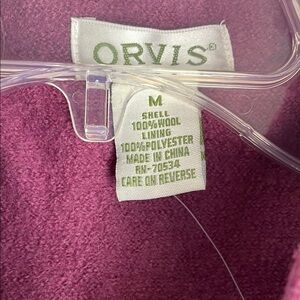 ORVIS®
M
SHELL
100%WOOL
LINING
100%POLYESTER
MADE IN CHINA
RN-70534
CARE ON REVERSE